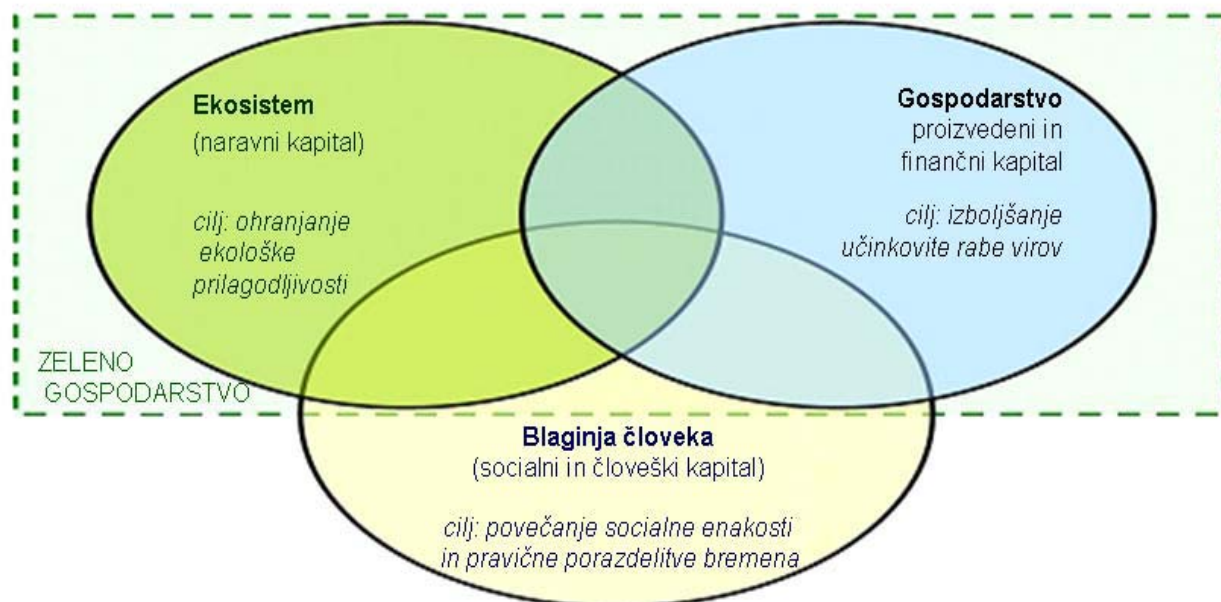 Ekosistem
(naravni kapital)
cilj: ohranjanje
ekološke
prilagodljivosti
Gospodarstvo
proizvedeni in
finančni kapital
cilj: izboljšanje
učinkovite rabe virov
ZELENO
GOSPODARSTVO
Blaginja človeka
(socialni in človeški kapital)
cilj: povečanje socialne enakosti
in pravične porazdelitve bremena